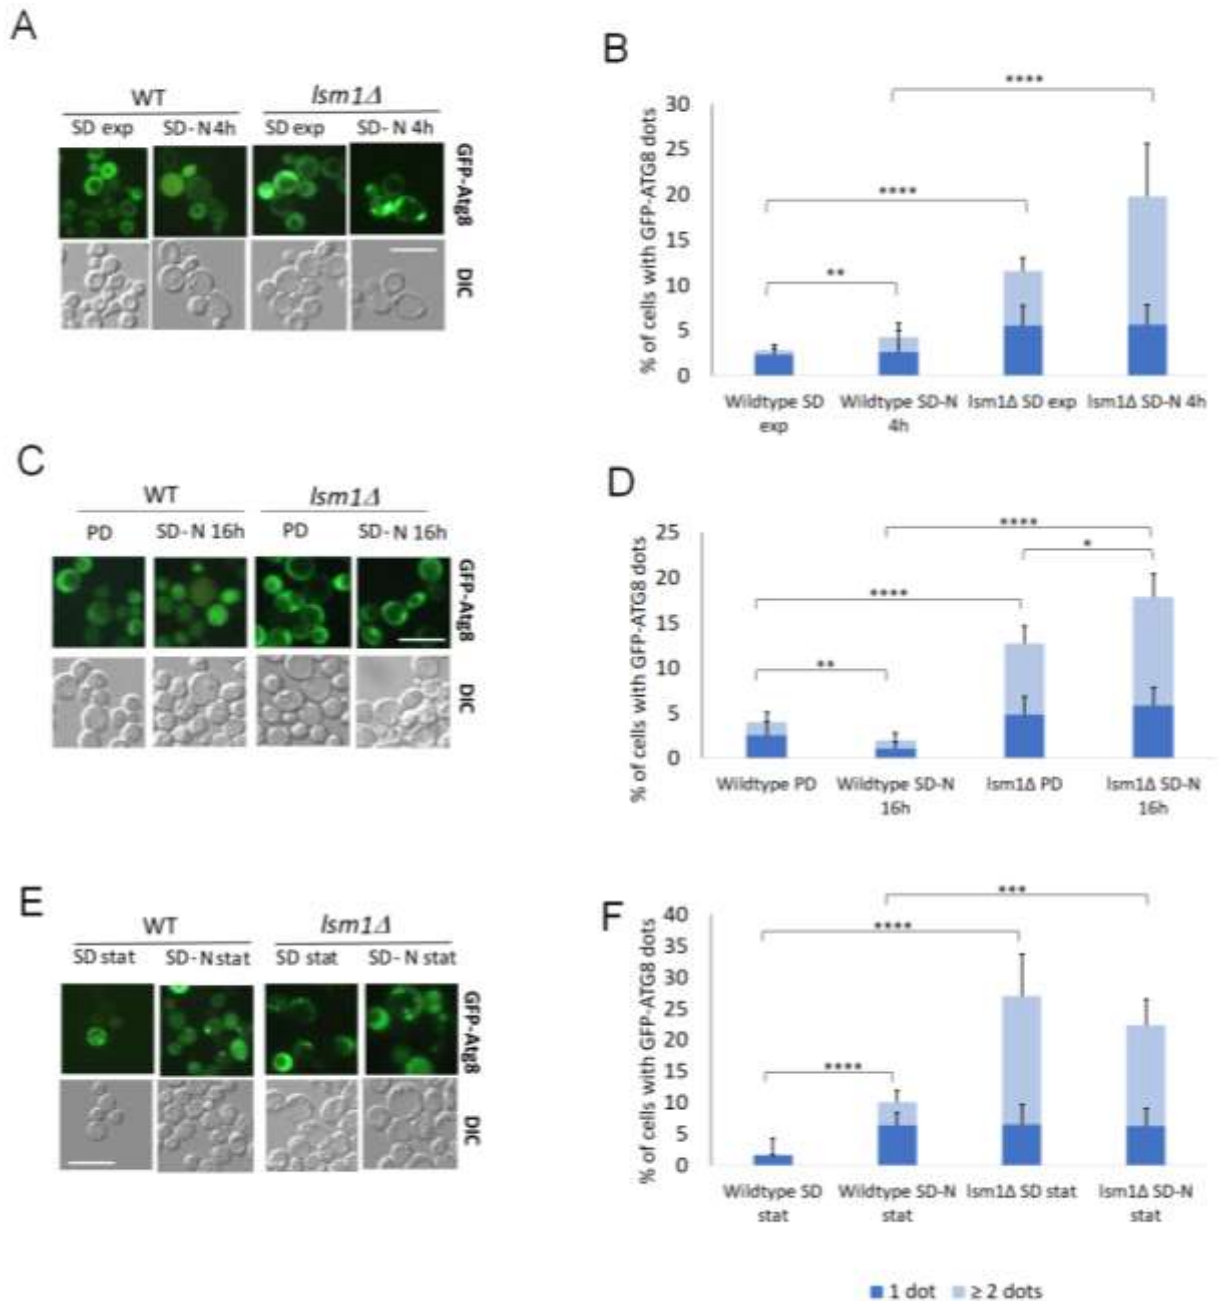 A
WT
lsm1Δ
SD exp
SD-N 4h
SD exp
SD-N 4h
GFP-Atg8
DIC
B
****
****
**
% of cells with GFP-ATG8 dots
30
25
20
15
10
5
0
Wildtype SD
exp
Wildtype SD-N
4h
lsm1Δ SD exp
lsm1Δ SD-N 4h
C
WT
lsm1Δ
PD
SD-N 16h
PD
SD-N 16h
GFP-Atg8
DIC
D
****
*
****
**
% of cells with GFP-ATG8 dots
25
20
15
10
5
0
Wildtype PD
Wildtype SD-N
16h
lsm1Δ PD
lsm1Δ SD-N
16h
E
WT
lsm1Δ
SD stat
SD-N stat
SD stat
SD-N stat
GFP-Atg8
DIC
F
***
****
****
% of cells with GFP-ATG8 dots
40
35
30
25
20
15
10
5
0
Wildtype SD
stat
Wildtype SD-N
stat
lsm1Δ SD stat
lsm1Δ SD-N
stat
1 dot
≥ 2 dots